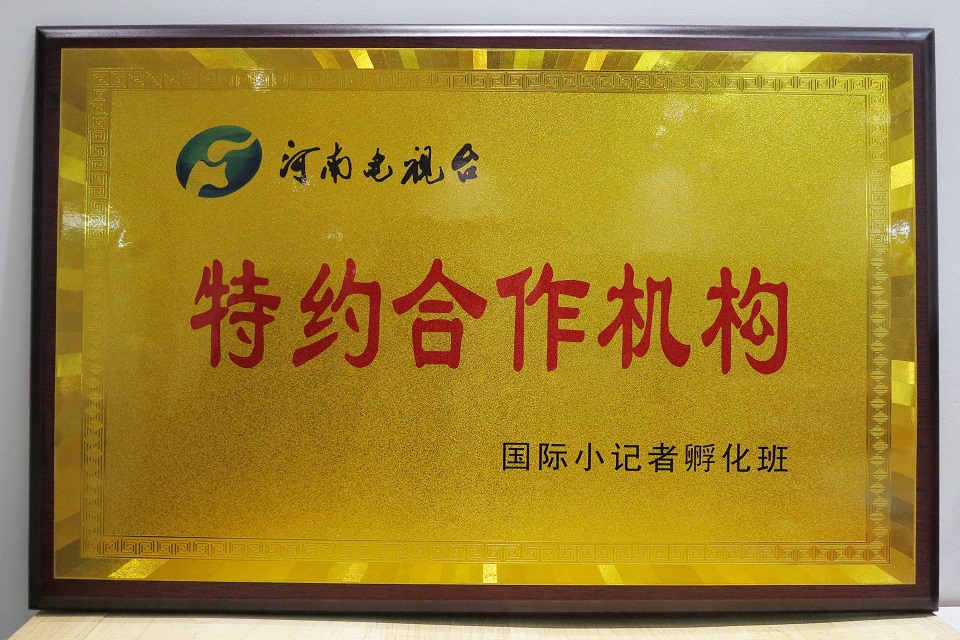 河南电视台
特约合作机构
国际小记者孵化班